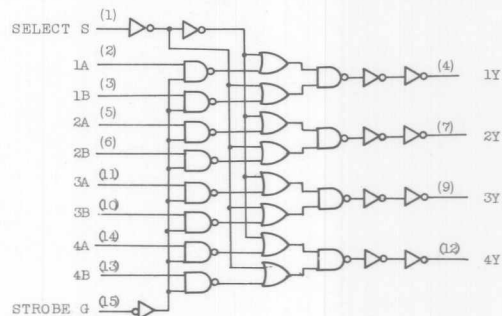 SELECT S (1)
1A (2)
1B (3)
2A (5)
2B (6)
3A (11)
3B (10)
4A (14)
4B (13)
STROBE G (15)
(4) 1Y
(7) 2Y
(9) 3Y
(12) 4Y